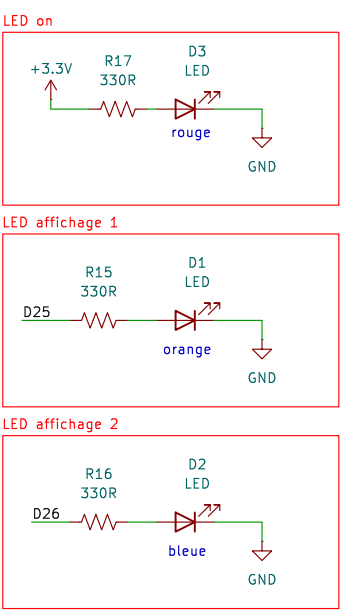 LED on
D3
LED
R17
330R
+3.3V
rouge
GND
LED affichage 1
D1
LED
R15
330R
D25
orange
GND
LED affichage 2
D2
LED
R16
330R
D26
bleue
GND